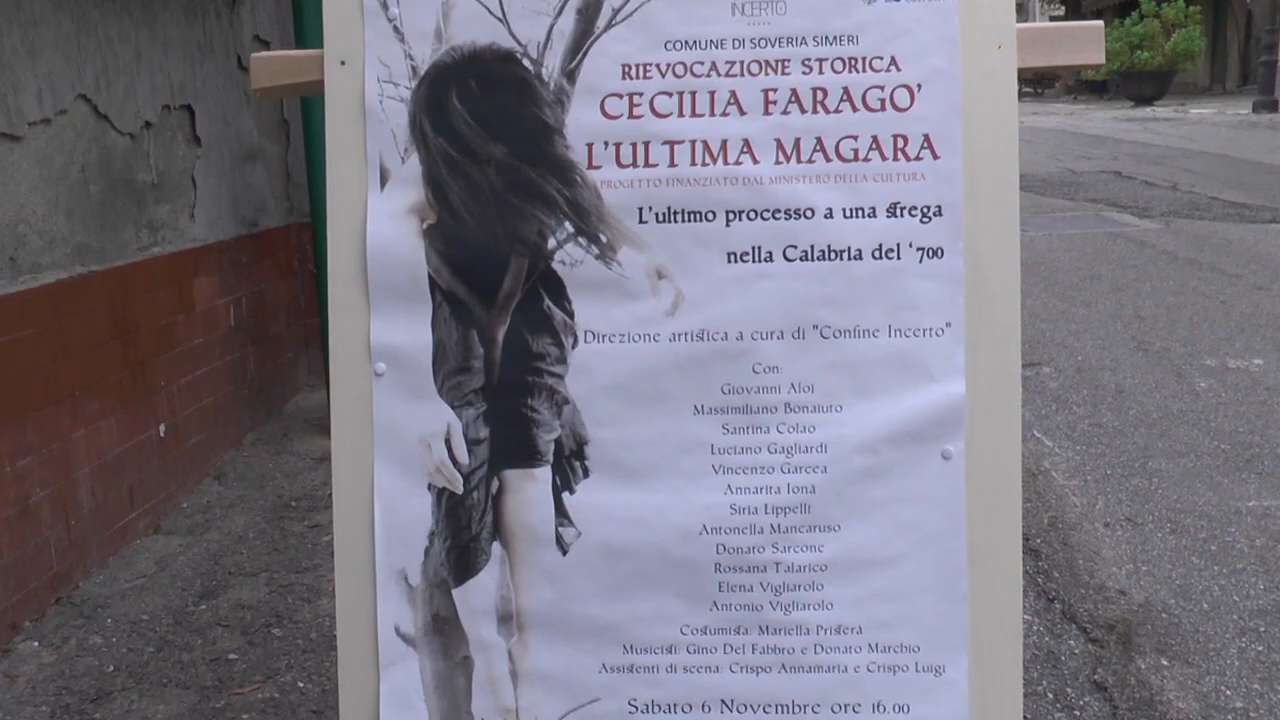 INCERTO
COMUNE DI SOVERIA SIMERI
RIEVOCAZIONE STORICA
CECILIA FARAGO'
L'ULTIMA MAGARA
PROGETTO FINANZIATO DAL MINISTERO DELLA CULTURA
L'ultimo processo a una strega
nella Calabria del '700
Direzione artistica a cura di "Confine Incerto"
Con:
Giovanni Aloi
Massimiliano Bonaiuto
Santina Colao
Luciano Gagliardi
Vincenzo Garcea
Annarita Ionà
Siria Lippelli
Antonella Mancaruso
Donato Sarcone
Rossana Talarico
Elena Vigliarolo
Antonio Vigliarolo
Costumista: Mariella Pristerà
Musicisti: Gino Del Fabbro e Donato Marchio
Assistenti di scena: Crispo Annamaria e Crispo Luigi
Sabato 6 Novembre ore 16.00